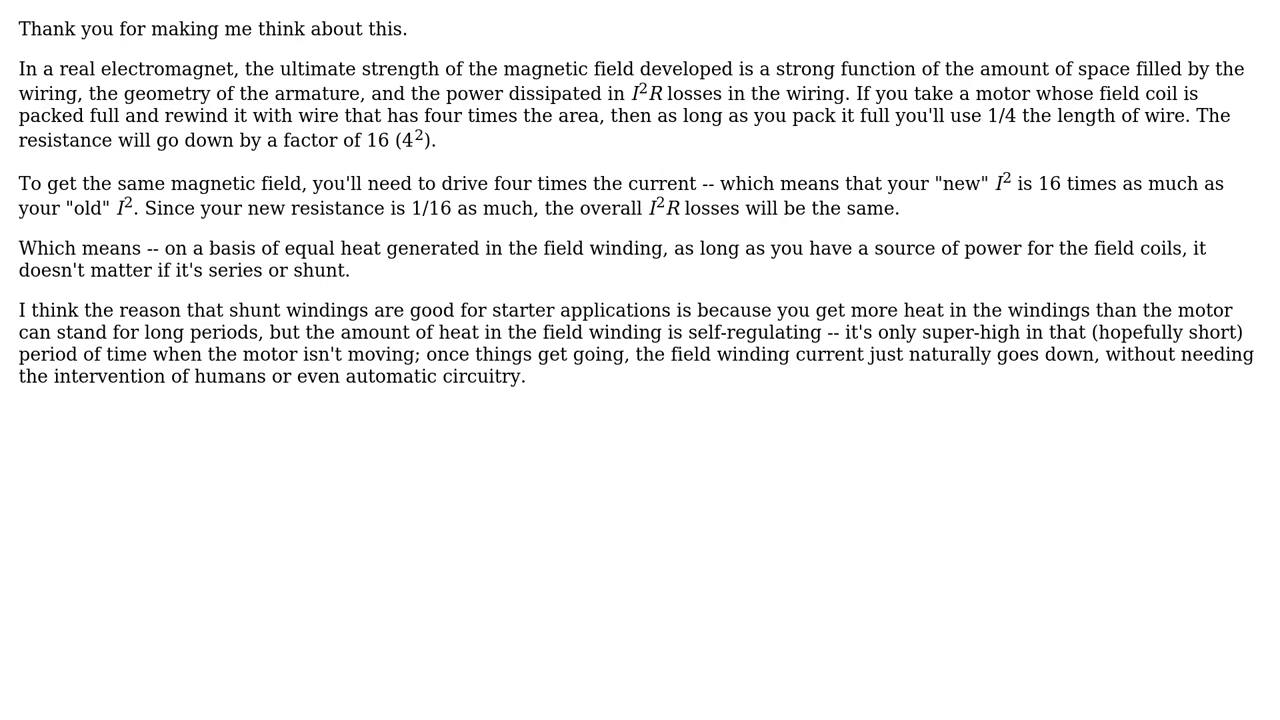 Thank you for making me think about this.
In a real electromagnet, the ultimate strength of the magnetic field developed is a strong function of the amount of space filled by the
wiring, the geometry of the armature, and the power dissipated in I²R losses in the wiring. If you take a motor whose field coil is
packed full and rewind it with wire that has four times the area, then as long as you pack it full you'll use 1/4 the length of wire. The
resistance will go down by a factor of 16 (4²).
To get the same magnetic field, you'll need to drive four times the current -- which means that your "new" I² is 16 times as much as
your "old" I². Since your new resistance is 1/16 as much, the overall I²R losses will be the same.
Which means -- on a basis of equal heat generated in the field winding, as long as you have a source of power for the field coils, it
doesn't matter if it's series or shunt.
I think the reason that shunt windings are good for starter applications is because you get more heat in the windings than the motor
can stand for long periods, but the amount of heat in the field winding is self-regulating -- it's only super-high in that (hopefully short)
period of time when the motor isn't moving; once things get going, the field winding current just naturally goes down, without needing
the intervention of humans or even automatic circuitry.